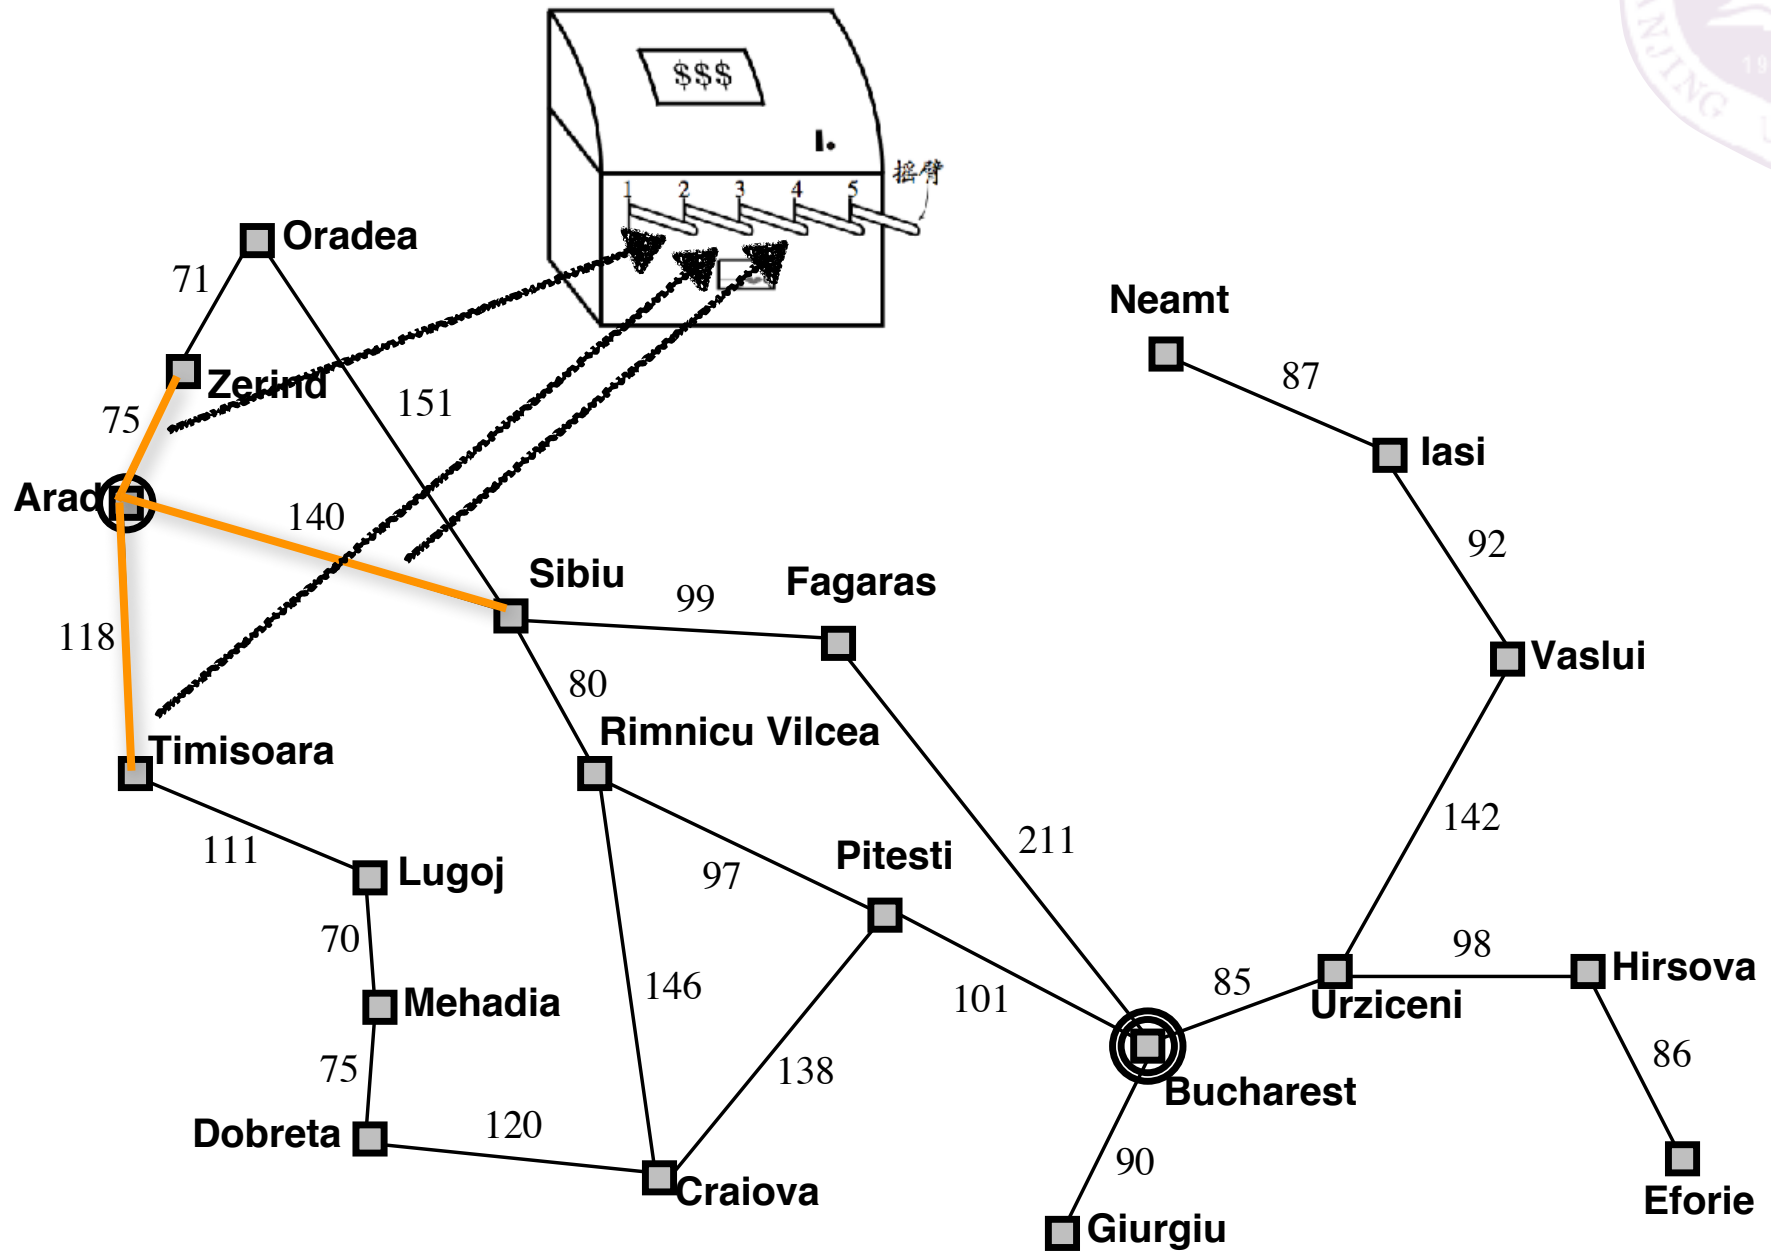 $$$
I.
1 2 3 4 5
摇臂
Oradea
71
Neamt
87
Zerind
151
75
Iasi
Arad
140
92
Sibiu
Fagaras
99
118
Vaslui
80
Rimnicu Vilcea
Timisoara
142
111
211
Pitesti
Lugoj
97
70
98
Hirsova
146
85
Mehadia
101
Urziceni
86
75
138
Bucharest
Dobreta
120
90
Craiova
Eforie
Giurgiu
NJING U
19